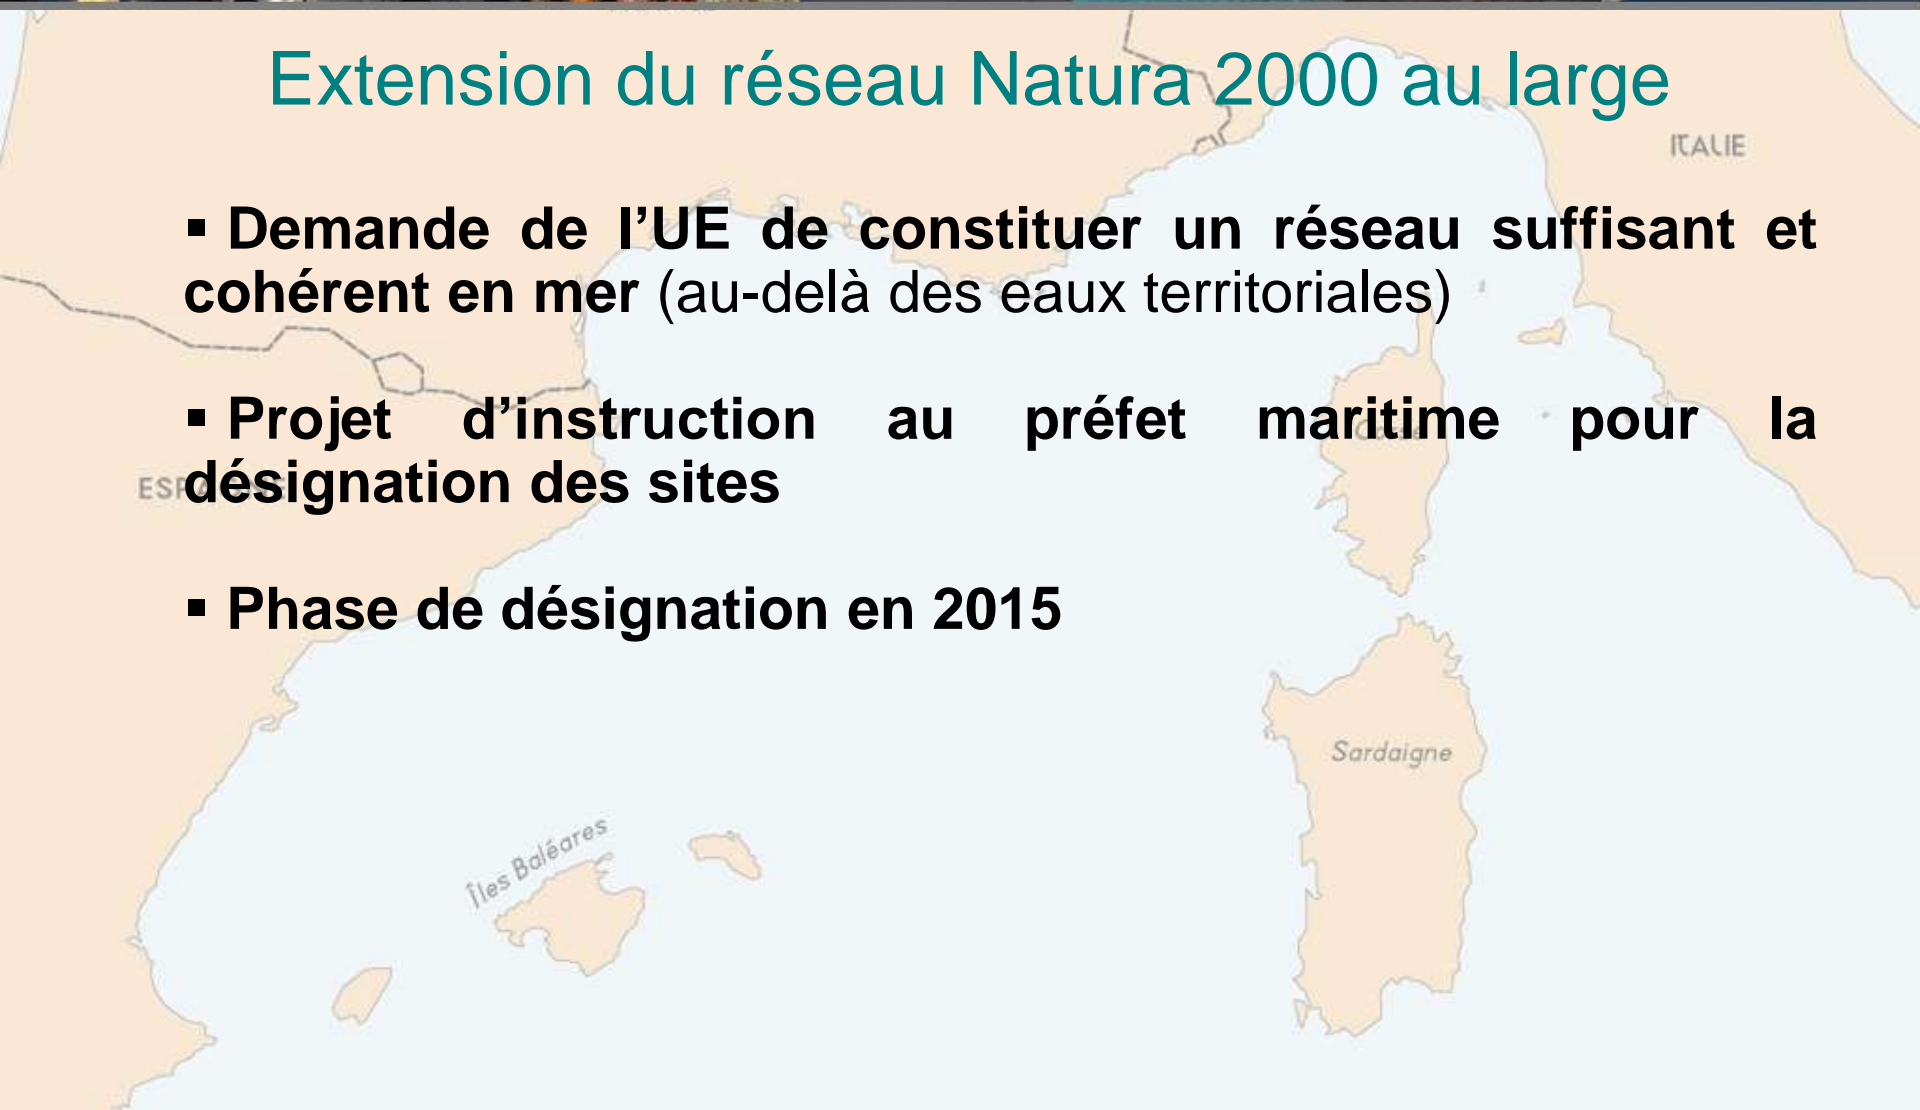 Extension du réseau Natura 2000 au large
ITALIE
▪ Demande de l’UE de constituer un réseau suffisant et
cohérent en mer (au-delà des eaux territoriales)
▪ Projet d’instruction au préfet maritime pour la
désignation des sites
ESPAGNE
▪ Phase de désignation en 2015
Sardaigne
Îles Baléares